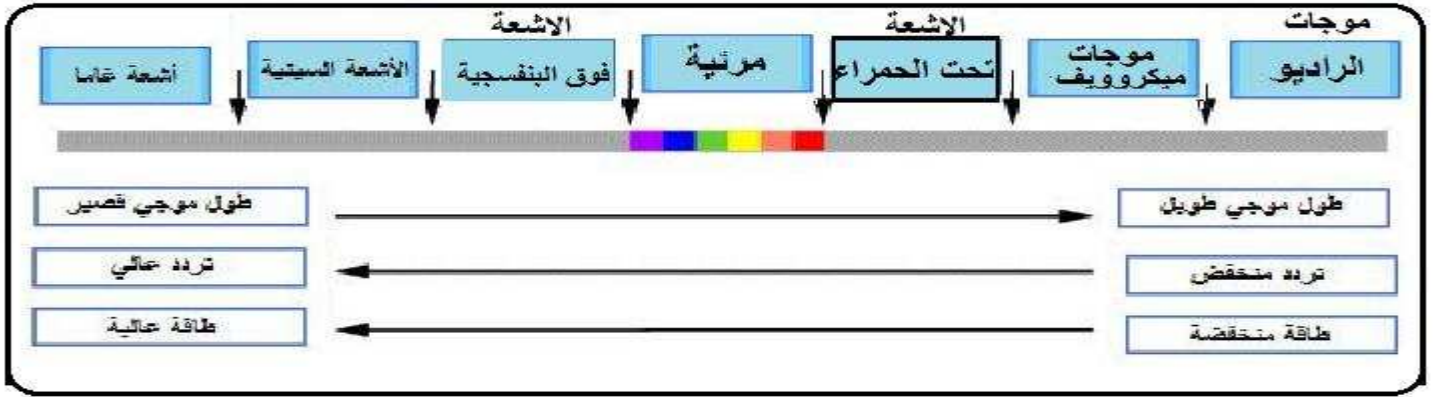 موجات
الراديو
موجات
ميكروويف
الاشعة
تحت الحمراء
مرئية
الاشعة
فوق البنفسجية
الأشعة السينية
أشعة غاما
طول موجي طويل
طول موجي قصير
تردد منخفض
تردد عالي
طاقة منخفضة
طاقة عالية